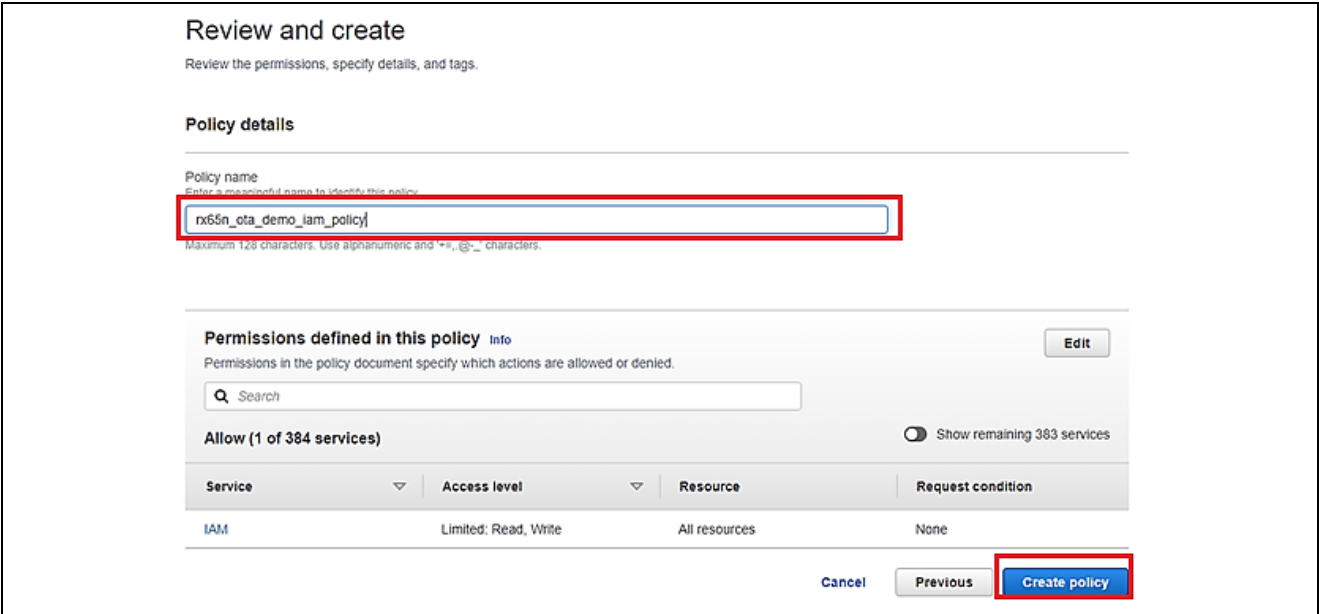 Review and create
Review the permissions, specify details, and tags.
Policy details
Policy name
Enter a meaningful name to identify this policy.
rx65n_ota_demo_iam_policy
Maximum 128 characters. Use alphanumeric and '+=,.@-_' characters.
Permissions defined in this policy Info
Edit
Permissions in the policy document specify which actions are allowed or denied.
Search
Allow (1 of 384 services)
Show remaining 383 services
Service Access level Resource Request condition
IAM Limited: Read, Write All resources None
Cancel Previous Create policy